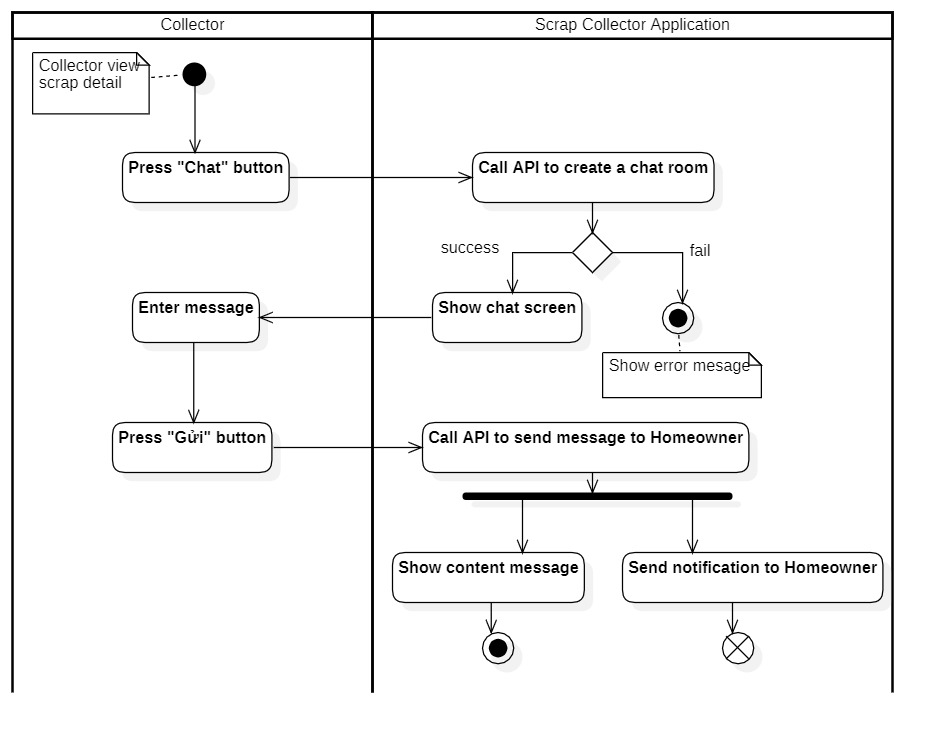 Collector
Scrap Collector Application
Collector view
scrap detail
Press "Chat" button
Call API to create a chat room
success
fail
Enter message
Show chat screen
Show error mesage
Press "Gửi" button
Call API to send message to Homeowner
Show content message
Send notification to Homeowner